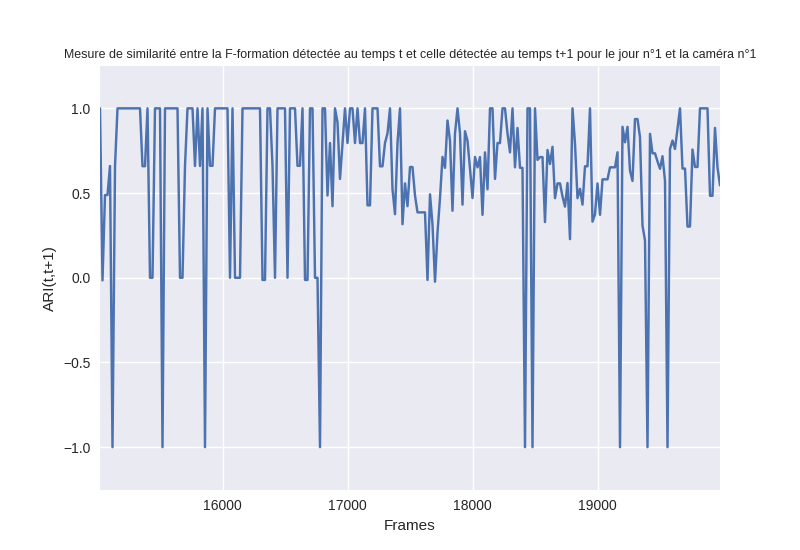 Mesure de similarité entre la F-formation détectée au temps t et celle détectée au temps t+1 pour le jour n°1 et la caméra n°1
1.0
0.5
0.0
−0.5
−1.0
ARI(t,t+1)
16000 17000 18000 19000
Frames